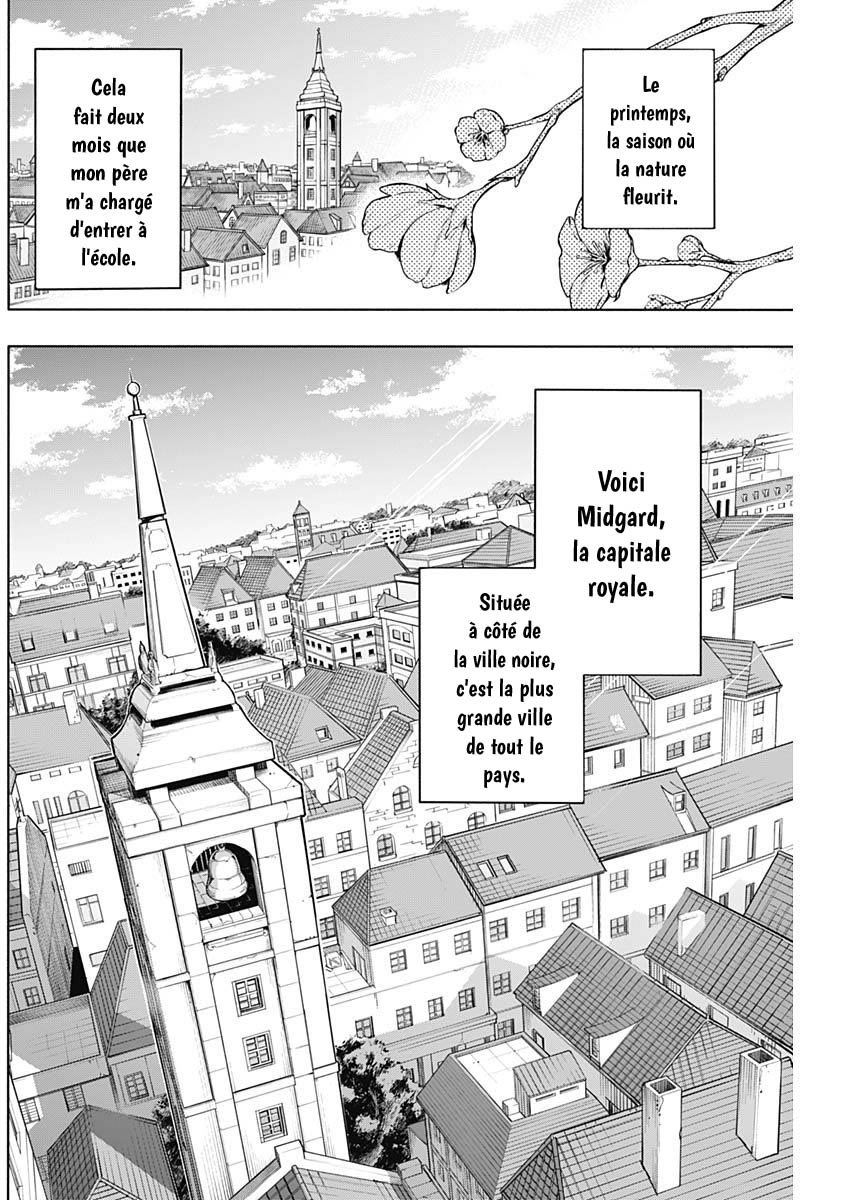 Le
printemps,
la saison où
la nature
fleurit.
Cela
fait deux
mois que
mon père
m'a chargé
d'entrer à
l'école.
Voici
Midgard,
la capitale
royale.
Située
à côté de
la ville noire,
c'est la plus
grande ville
de tout le
pays.